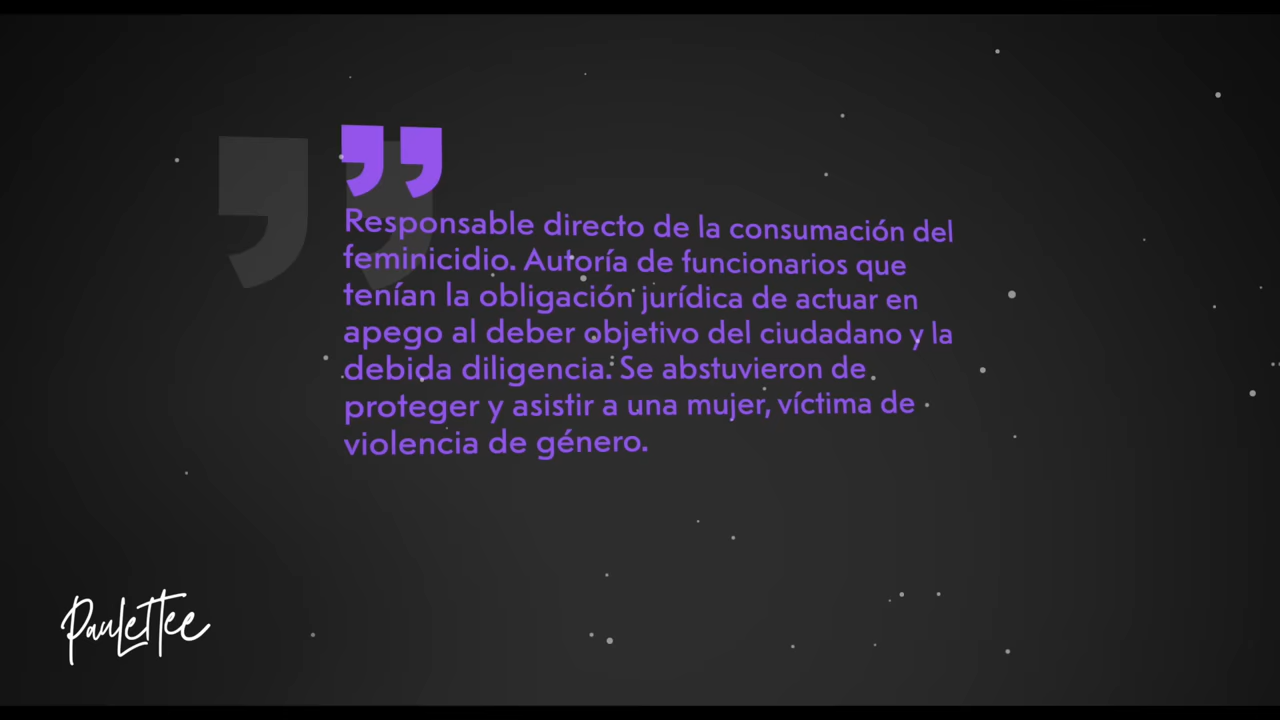 Responsable directo de la consumación del
feminicidio. Autoría de funcionarios que
tenían la obligación jurídica de actuar en
apego al deber objetivo del ciudadano y la
debida diligencia. Se abstuvieron de
proteger y asistir a una mujer, víctima de
violencia de género.
Paulettee